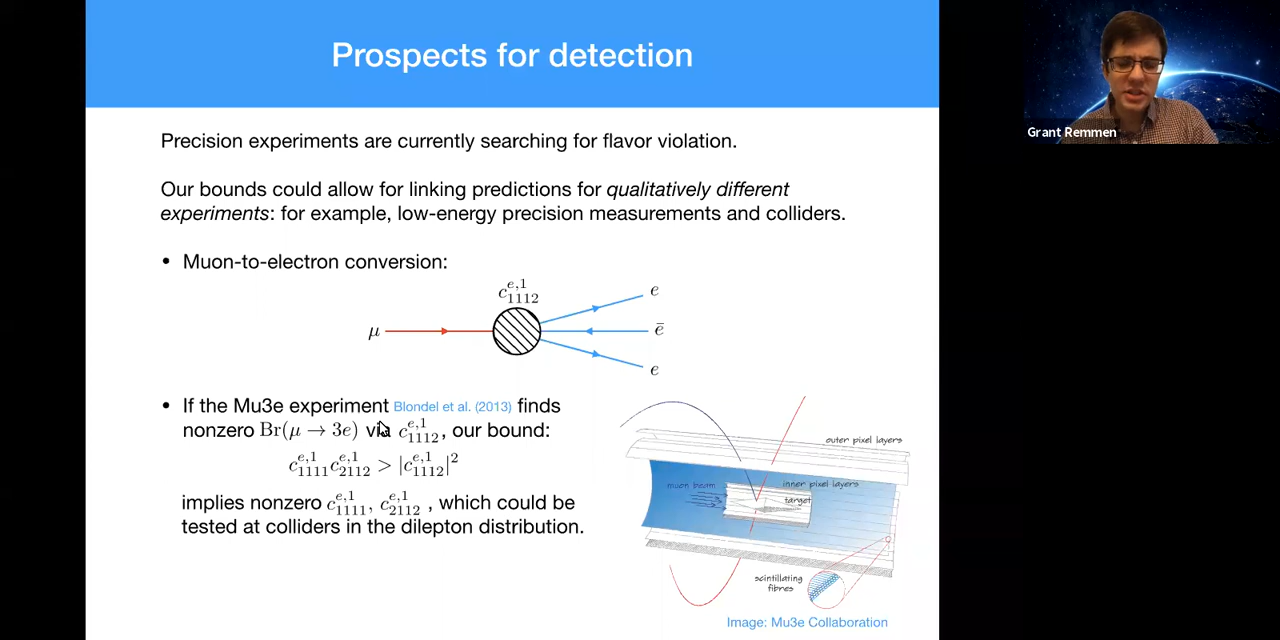 Prospects for detection
Grant Remmen
Precision experiments are currently searching for flavor violation.
Our bounds could allow for linking predictions for qualitatively different
experiments: for example, low-energy precision measurements and colliders.
• Muon-to-electron conversion:
c^{e,1}_{1112}
e
μ
ē
e
• If the Mu3e experiment Blondel et al. (2013) finds
nonzero Br(μ → 3e) via c^{e,1}_{1112}, our bound:
c^{e,1}_{1111}c^{e,1}_{2112} > |c^{e,1}_{1112}|^2
implies nonzero c^{e,1}_{1111}, c^{e,1}_{2112}, which could be
tested at colliders in the dilepton distribution.
outer pixel layers
muon beam
inner pixel layers
target
scintillating
fibres
Image: Mu3e Collaboration